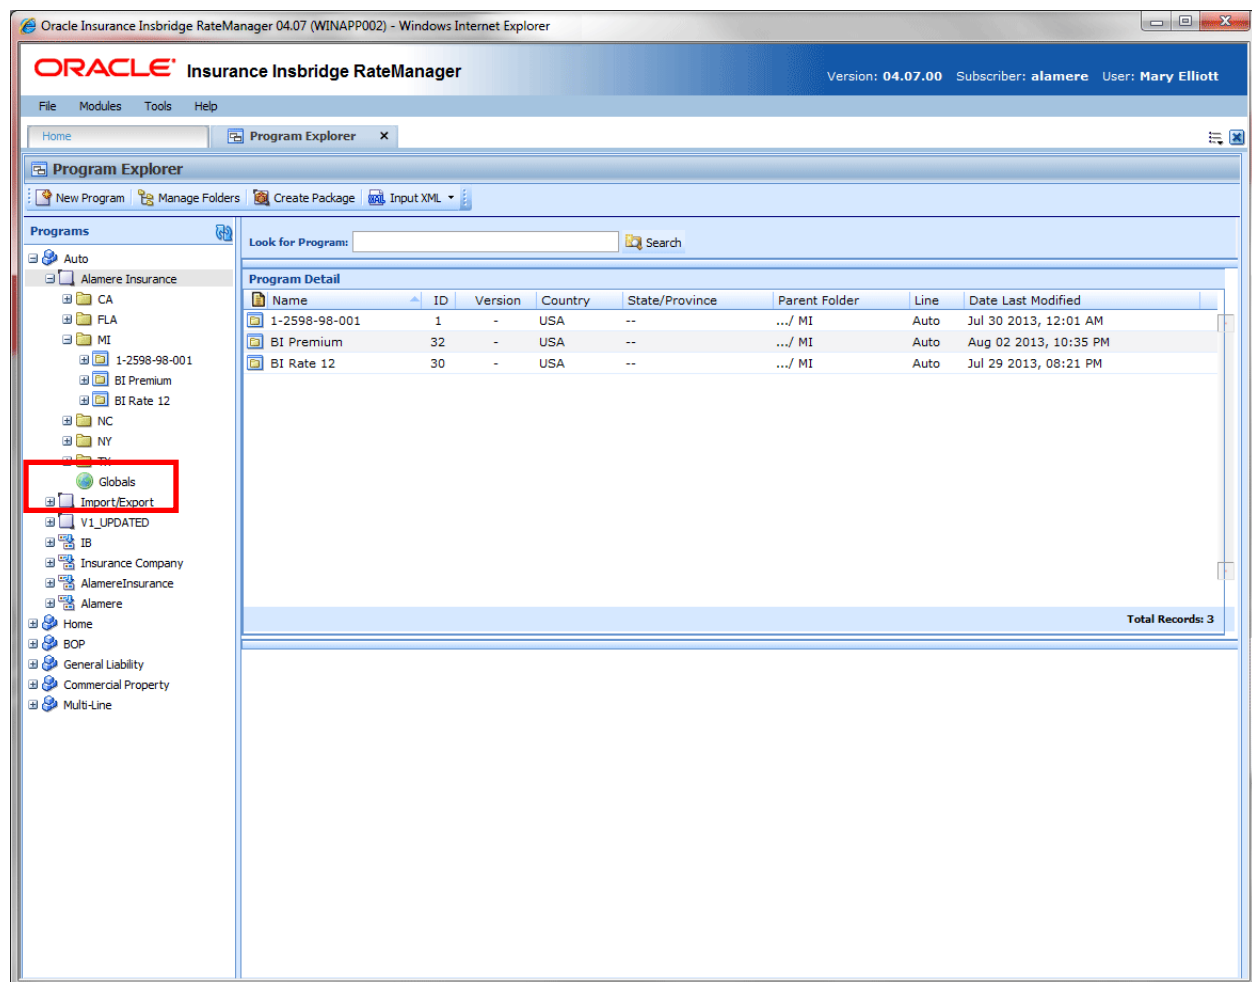 Oracle Insurance Insbridge RateManager 04.07 (WINAPP002) - Windows Internet Explorer
ORACLE Insurance Insbridge RateManager
Version: 04.07.00 Subscriber: alamere User: Mary Elliott
File Modules Tools Help
Home Program Explorer
Program Explorer
New Program Manage Folders Create Package Input XML
Programs
Look for Program: Search
Auto
Alamere Insurance
CA
FLA
MI
1-2598-98-001
BI Premium
BI Rate 12
NC
NY
TX
Globals
Import/Export
V1_UPDATED
IB
Insurance Company
AlamereInsurance
Alamere
Home
BOP
General Liability
Commercial Property
Multi-Line
Program Detail
Name ID Version Country State/Province Parent Folder Line Date Last Modified
1-2598-98-001 1 - USA -- .../ MI Auto Jul 30 2013, 12:01 AM
BI Premium 32 - USA -- .../ MI Auto Aug 02 2013, 10:35 PM
BI Rate 12 30 - USA -- .../ MI Auto Jul 29 2013, 08:21 PM
Total Records: 3